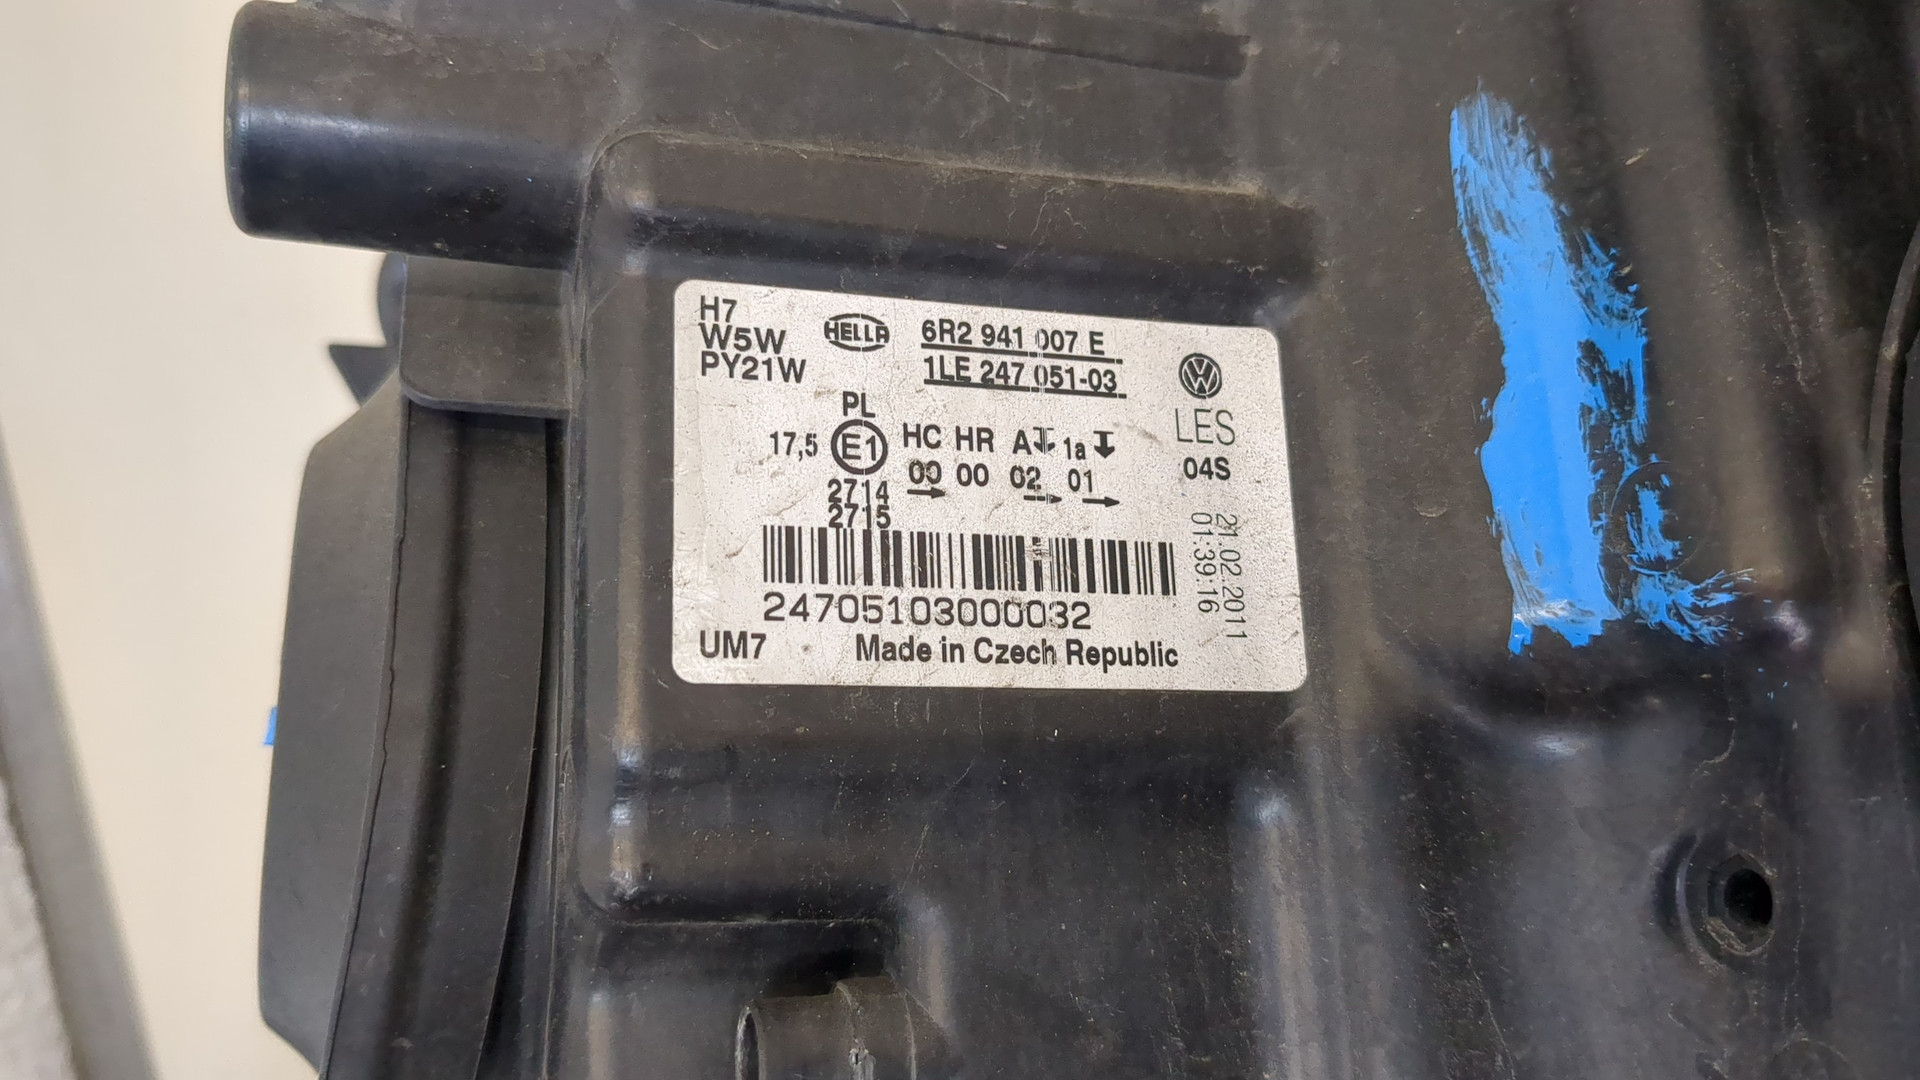 H7
W5W
PY21W
HELLA
6R2 941 007 E
1LE 247 051-03
LES
04S
PL
17,5 E1 HC HR A 1a
00 00 02 01
2714
2715
24705103000032
UM7 Made in Czech Republic
21.02.2011
01:39:16